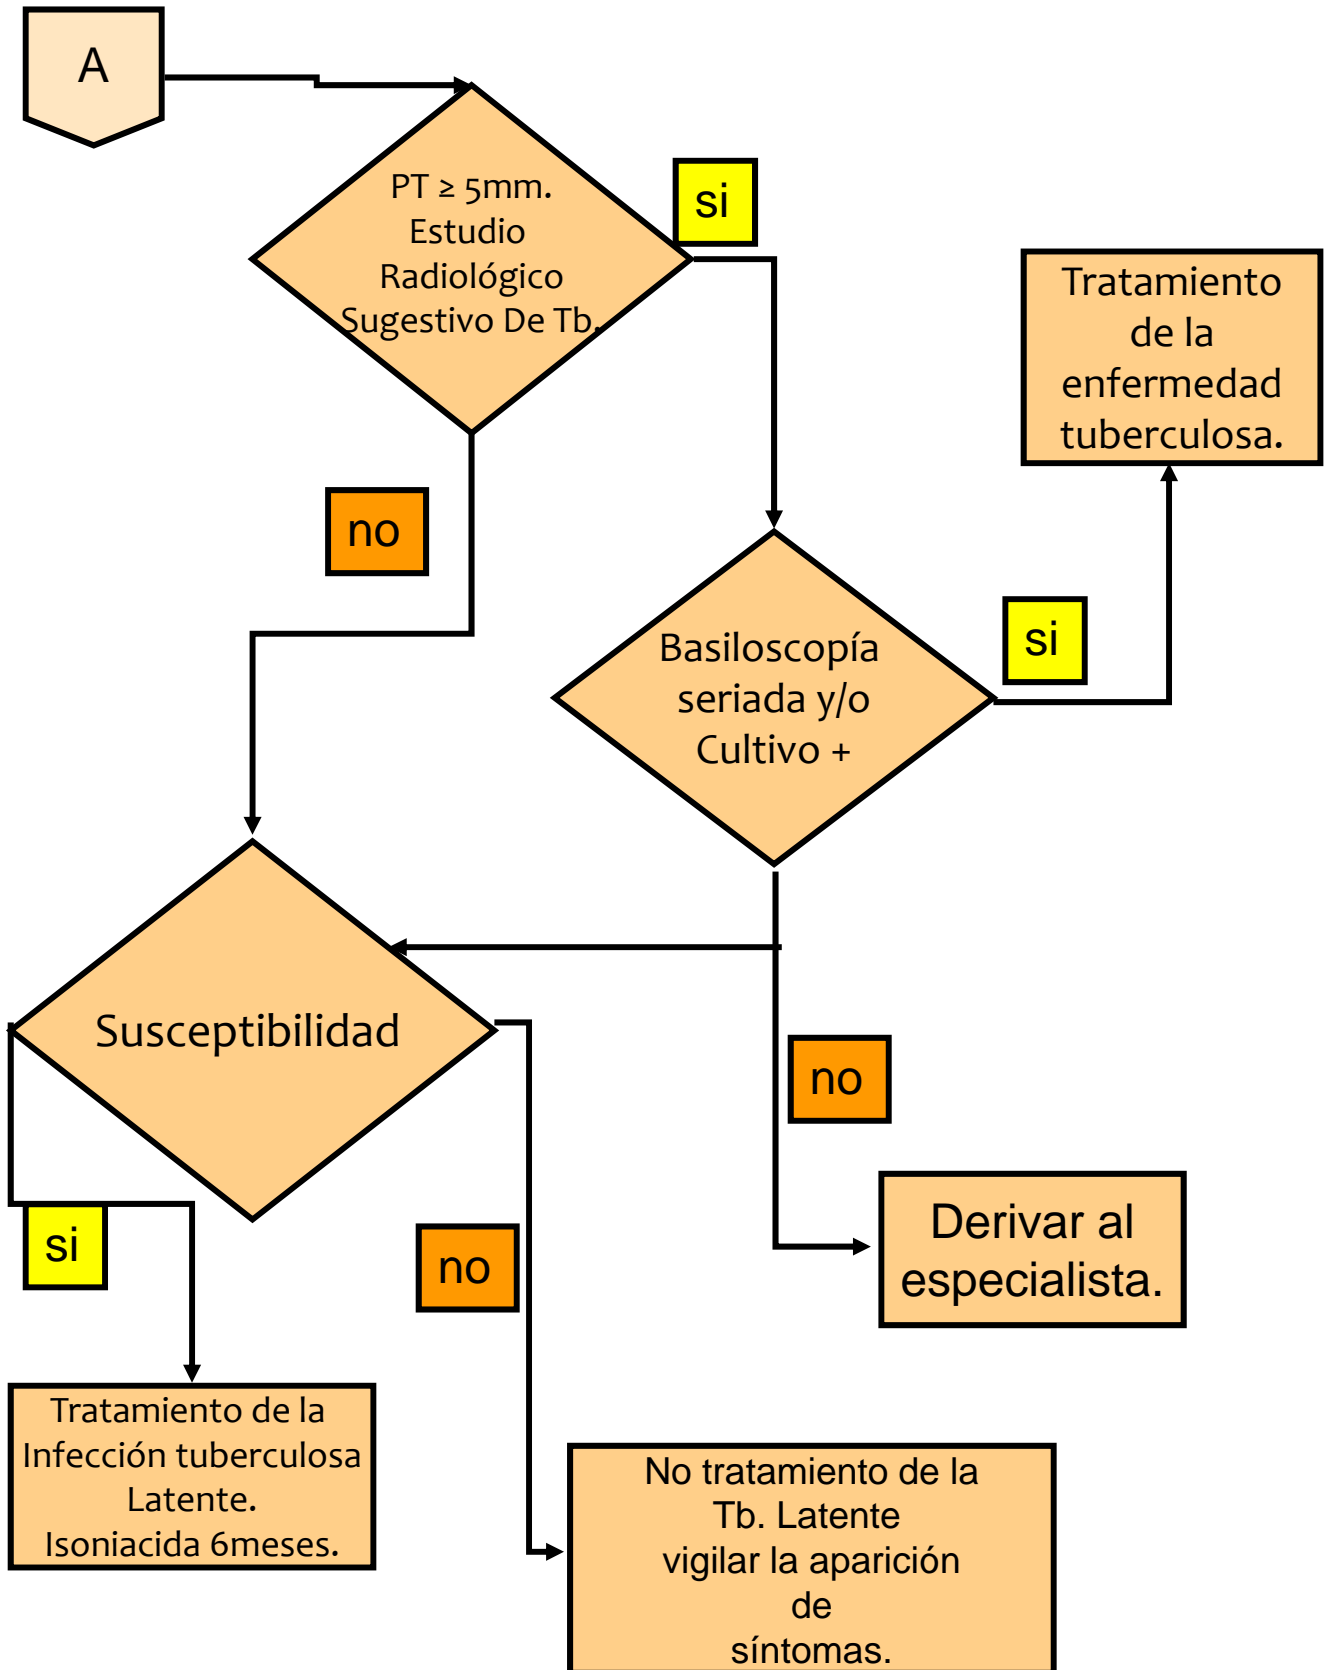 A
PT ≥ 5mm.
Estudio
Radiológico
Sugestivo De Tb.
si
Tratamiento
de la
enfermedad
tuberculosa.
no
Basiloscopía
seriada y/o
Cultivo +
si
Susceptibilidad
no
Derivar al
especialista.
si
no
Tratamiento de la
Infección tuberculosa
Latente.
Isoniacida 6meses.
No tratamiento de la
Tb. Latente
vigilar la aparición
de
síntomas.